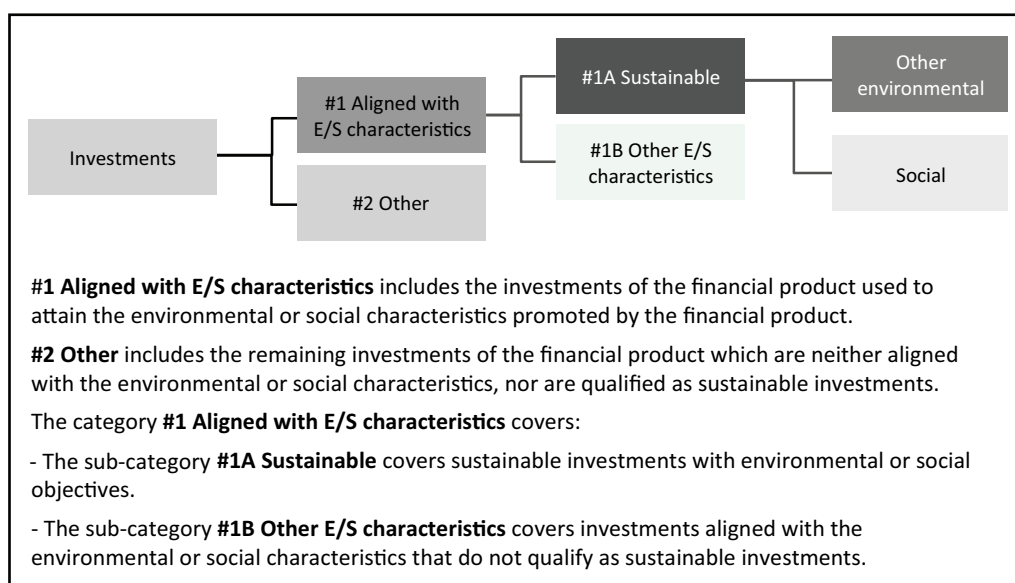 Investments
#1 Aligned with
E/S characteristics
#2 Other
#1A Sustainable
#1B Other E/S
characteristics
Other
environmental
Social
#1 Aligned with E/S characteristics includes the investments of the financial product used to
attain the environmental or social characteristics promoted by the financial product.
#2 Other includes the remaining investments of the financial product which are neither aligned
with the environmental or social characteristics, nor are qualified as sustainable investments.
The category #1 Aligned with E/S characteristics covers:
- The sub-category #1A Sustainable covers sustainable investments with environmental or social
objectives.
- The sub-category #1B Other E/S characteristics covers investments aligned with the
environmental or social characteristics that do not qualify as sustainable investments.